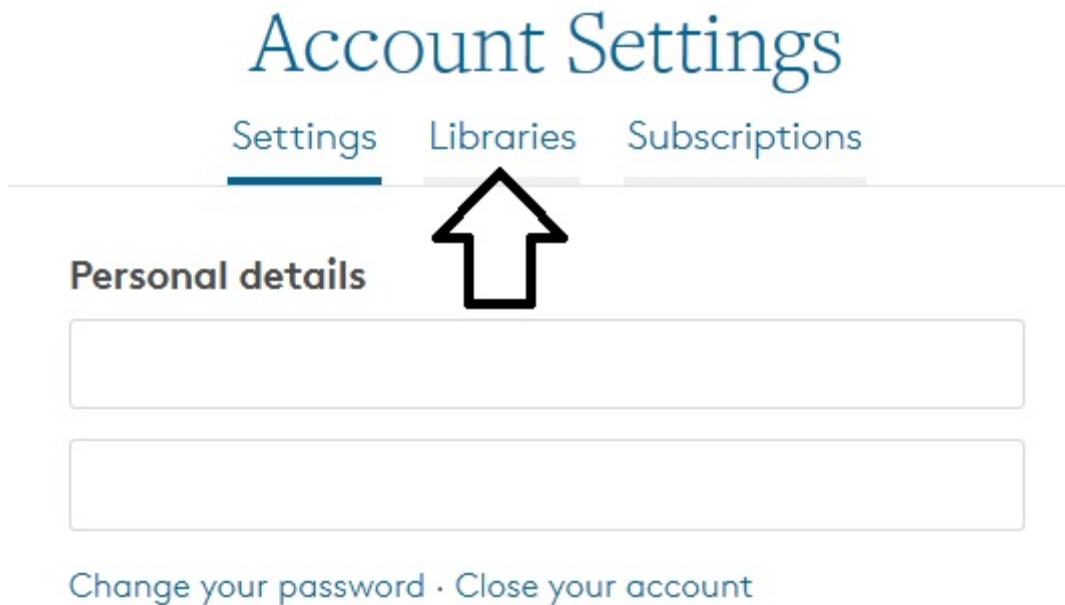 Account Settings
Settings Libraries Subscriptions
Personal details
Change your password · Close your account